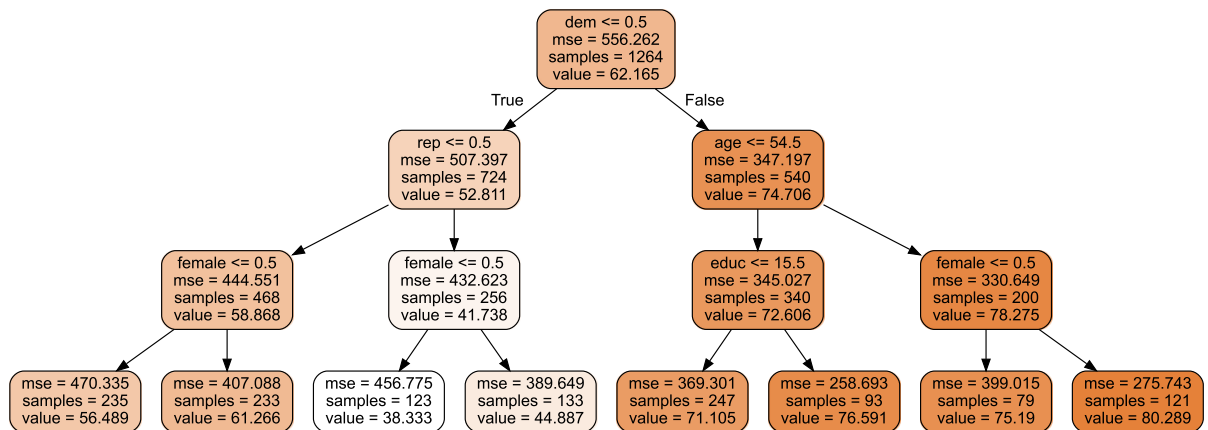 dem <= 0.5
mse = 556.262
samples = 1264
value = 62.165
True
False
rep <= 0.5
mse = 507.397
samples = 724
value = 52.811
age <= 54.5
mse = 347.197
samples = 540
value = 74.706
female <= 0.5
mse = 444.551
samples = 468
value = 58.868
female <= 0.5
mse = 432.623
samples = 256
value = 41.738
educ <= 15.5
mse = 345.027
samples = 340
value = 72.606
female <= 0.5
mse = 330.649
samples = 200
value = 78.275
mse = 470.335
samples = 235
value = 56.489
mse = 407.088
samples = 233
value = 61.266
mse = 456.775
samples = 123
value = 38.333
mse = 389.649
samples = 133
value = 44.887
mse = 369.301
samples = 247
value = 71.105
mse = 258.693
samples = 93
value = 76.591
mse = 399.015
samples = 79
value = 75.19
mse = 275.743
samples = 121
value = 80.289